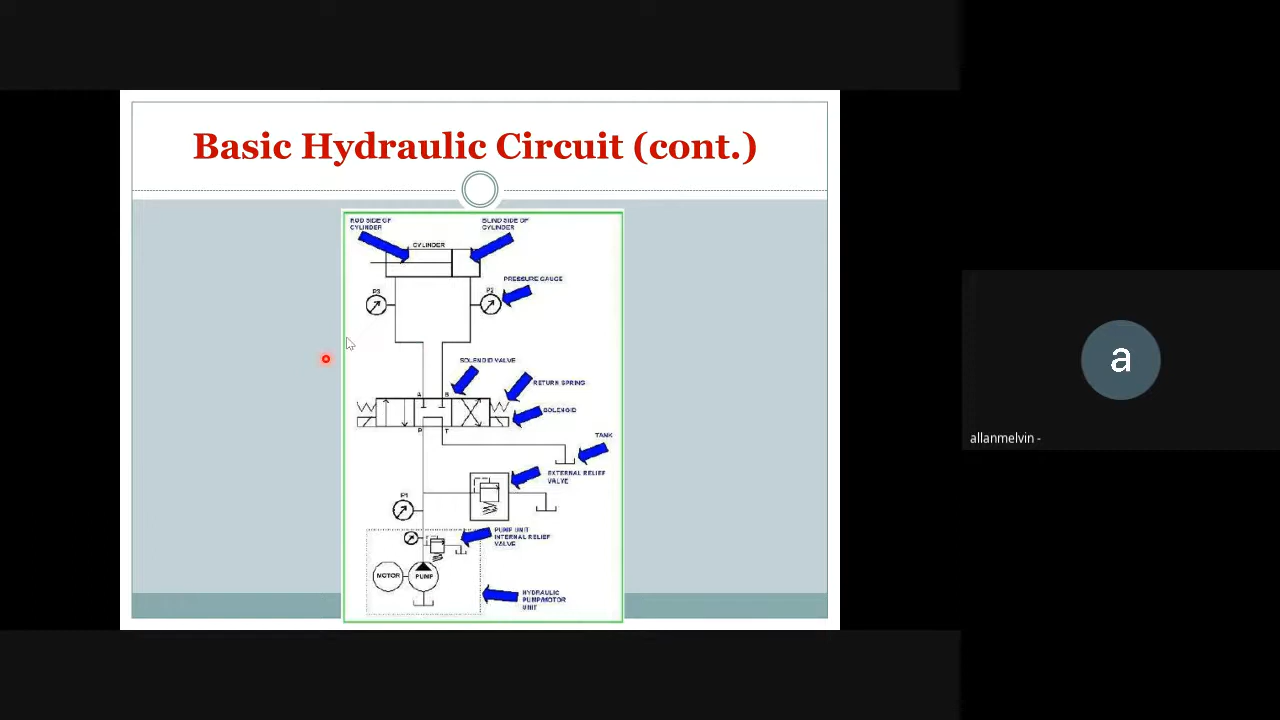 Basic Hydraulic Circuit (cont.)
ROD SIDE OF
CYLINDER
BLIND SIDE OF
CYLINDER
CYLINDER
PRESSURE GAUGE
P3
P2
SOLENOID VALVE
RETURN SPRING
A
B
SOLENOID
P
T
TANK
EXTERNAL RELIEF
VALVE
P1
PUMP UNIT
INTERNAL RELIEF
VALVE
MOTOR
PUMP
HYDRAULIC
PUMP/MOTOR
UNIT
a
allanmelvin -